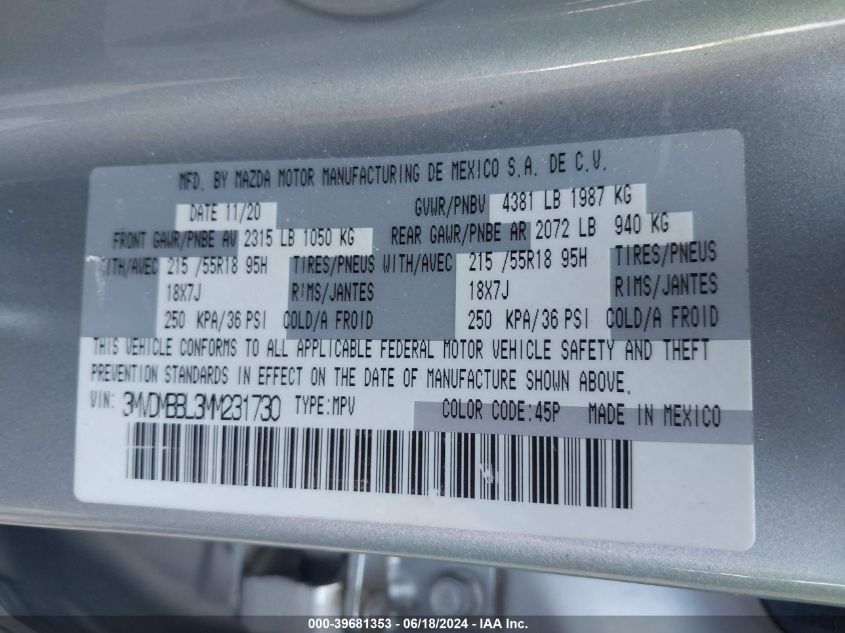 MFD. BY MAZDA MOTOR MANUFACTURING DE MEXICO S.A. DE C.V.
DATE 11/20 GVWR/PNBV 4381 LB 1987 KG
FRONT GAWR/PNBE AV 2315 LB 1050 KG REAR GAWR/PNBE AR 2072 LB 940 KG
WITH/AVEC 215 /55R18 95H TIRES/PNEUS WITH/AVEC 215 /55R18 95H TIRES/PNEUS
18X7J RIMS/JANTES 18X7J RIMS/JANTES
250 KPA/36 PSI COLD/A FROID 250 KPA/36 PSI COLD/A FROID
THIS VEHICLE CONFORMS TO ALL APPLICABLE FEDERAL MOTOR VEHICLE SAFETY AND THEFT
PREVENTION STANDARDS IN EFFECT ON THE DATE OF MANUFACTURE SHOWN ABOVE.
VIN: 3MVDMBBL3MM231730 TYPE:MPV COLOR CODE:45P MADE IN MEXICO
000-39681353 - 06/18/2024 - IAAI Inc.